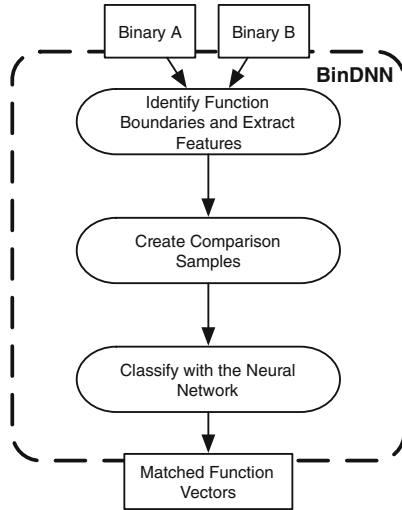 Binary A
Binary B
BinDNN
Identify Function
Boundaries and Extract
Features
Create Comparison
Samples
Classify with the Neural
Network
Matched Function
Vectors